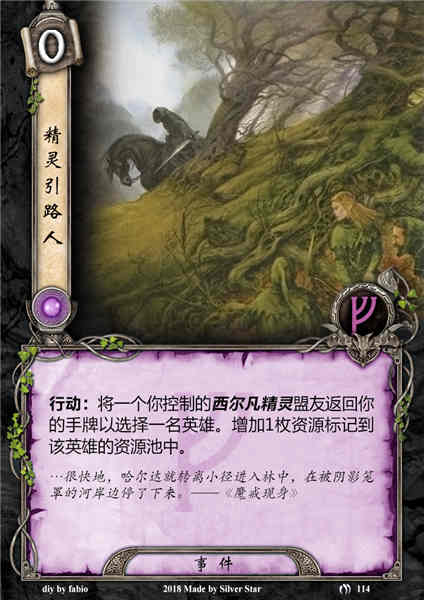 0
精灵引路人
行动：将一个你控制的西尔凡精灵盟友返回你
的手牌以选择一名英雄。增加1枚资源标记到
该英雄的资源池中。
…很快地，哈尔达就转离小径进入林中，在被阴影笼
罩的河岸边停了下来。——《魔戒现身》
事件
diy by fabio
2018 Made by Silver Star
114